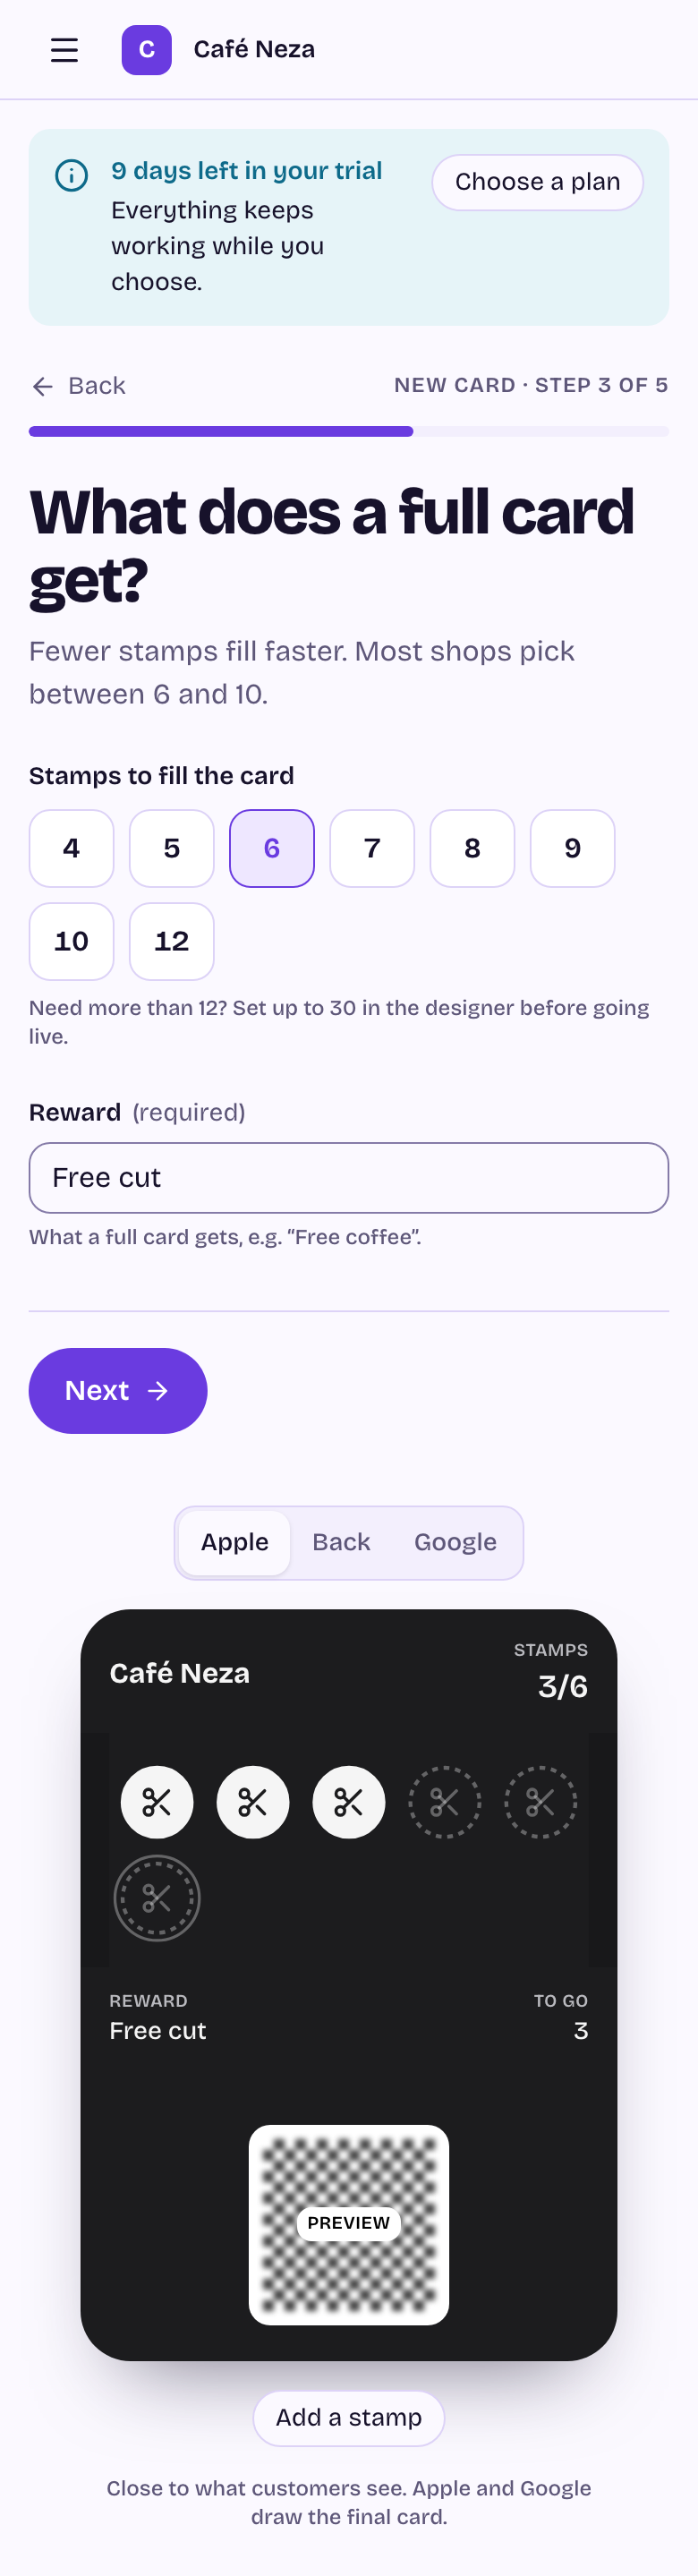 C Café Neza
9 days left in your trial
Choose a plan
Everything keeps
working while you
choose.
Back
NEW CARD · STEP 3 OF 5
What does a full card
get?
Fewer stamps fill faster. Most shops pick
between 6 and 10.
Stamps to fill the card
4 5 6 7 8 9
10 12
Need more than 12? Set up to 30 in the designer before going
live.
Reward (required)
Free cut
What a full card gets, e.g. “Free coffee”.
Next
Apple Back Google
Café Neza
STAMPS
3/6
REWARD
Free cut
TO GO
3
PREVIEW
Add a stamp
Close to what customers see. Apple and Google
draw the final card.